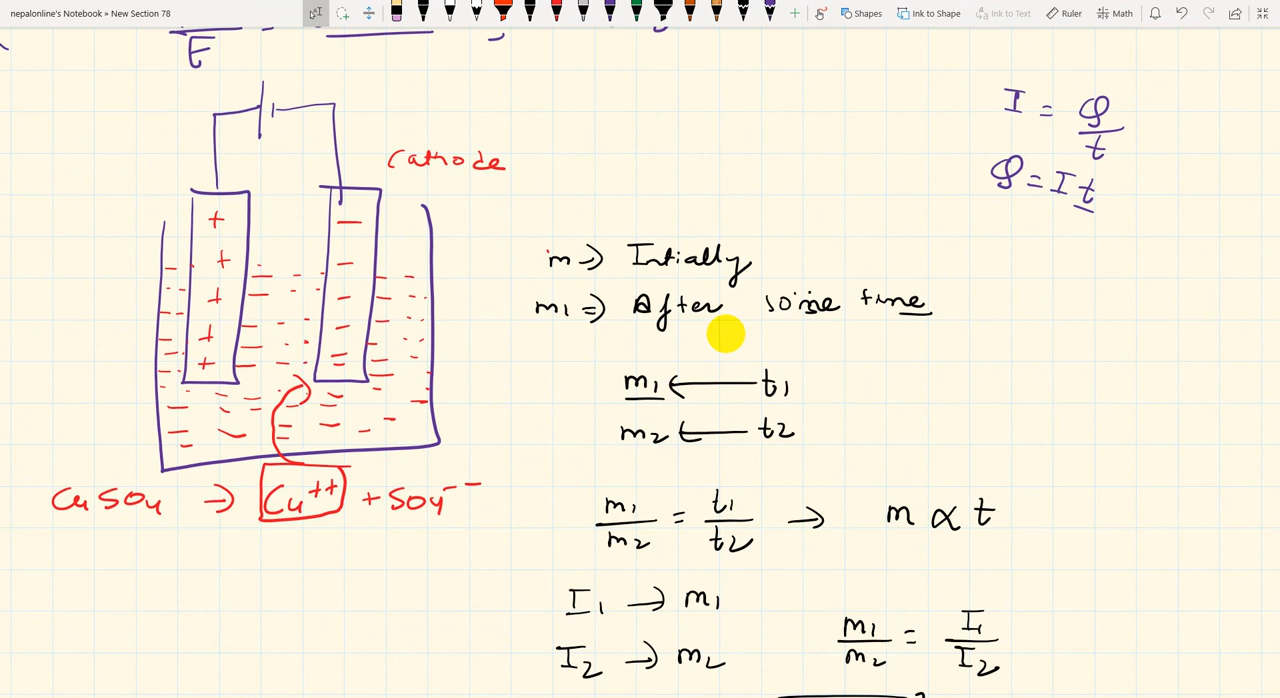 nepalonline's Notebook » New Section 78
Shapes Ink to Shape Ink to Text Ruler Math
E
I = Q/t
Q = It
Cathode
m → Intially
m1 ⇒ After some time
m1 ← t1
m2 ← t2
CuSO4 → Cu++ + SO4--
m1/m2 = t1/t2 → m ∝ t
I1 → m1
I2 → m2
m1/m2 = I1/I2